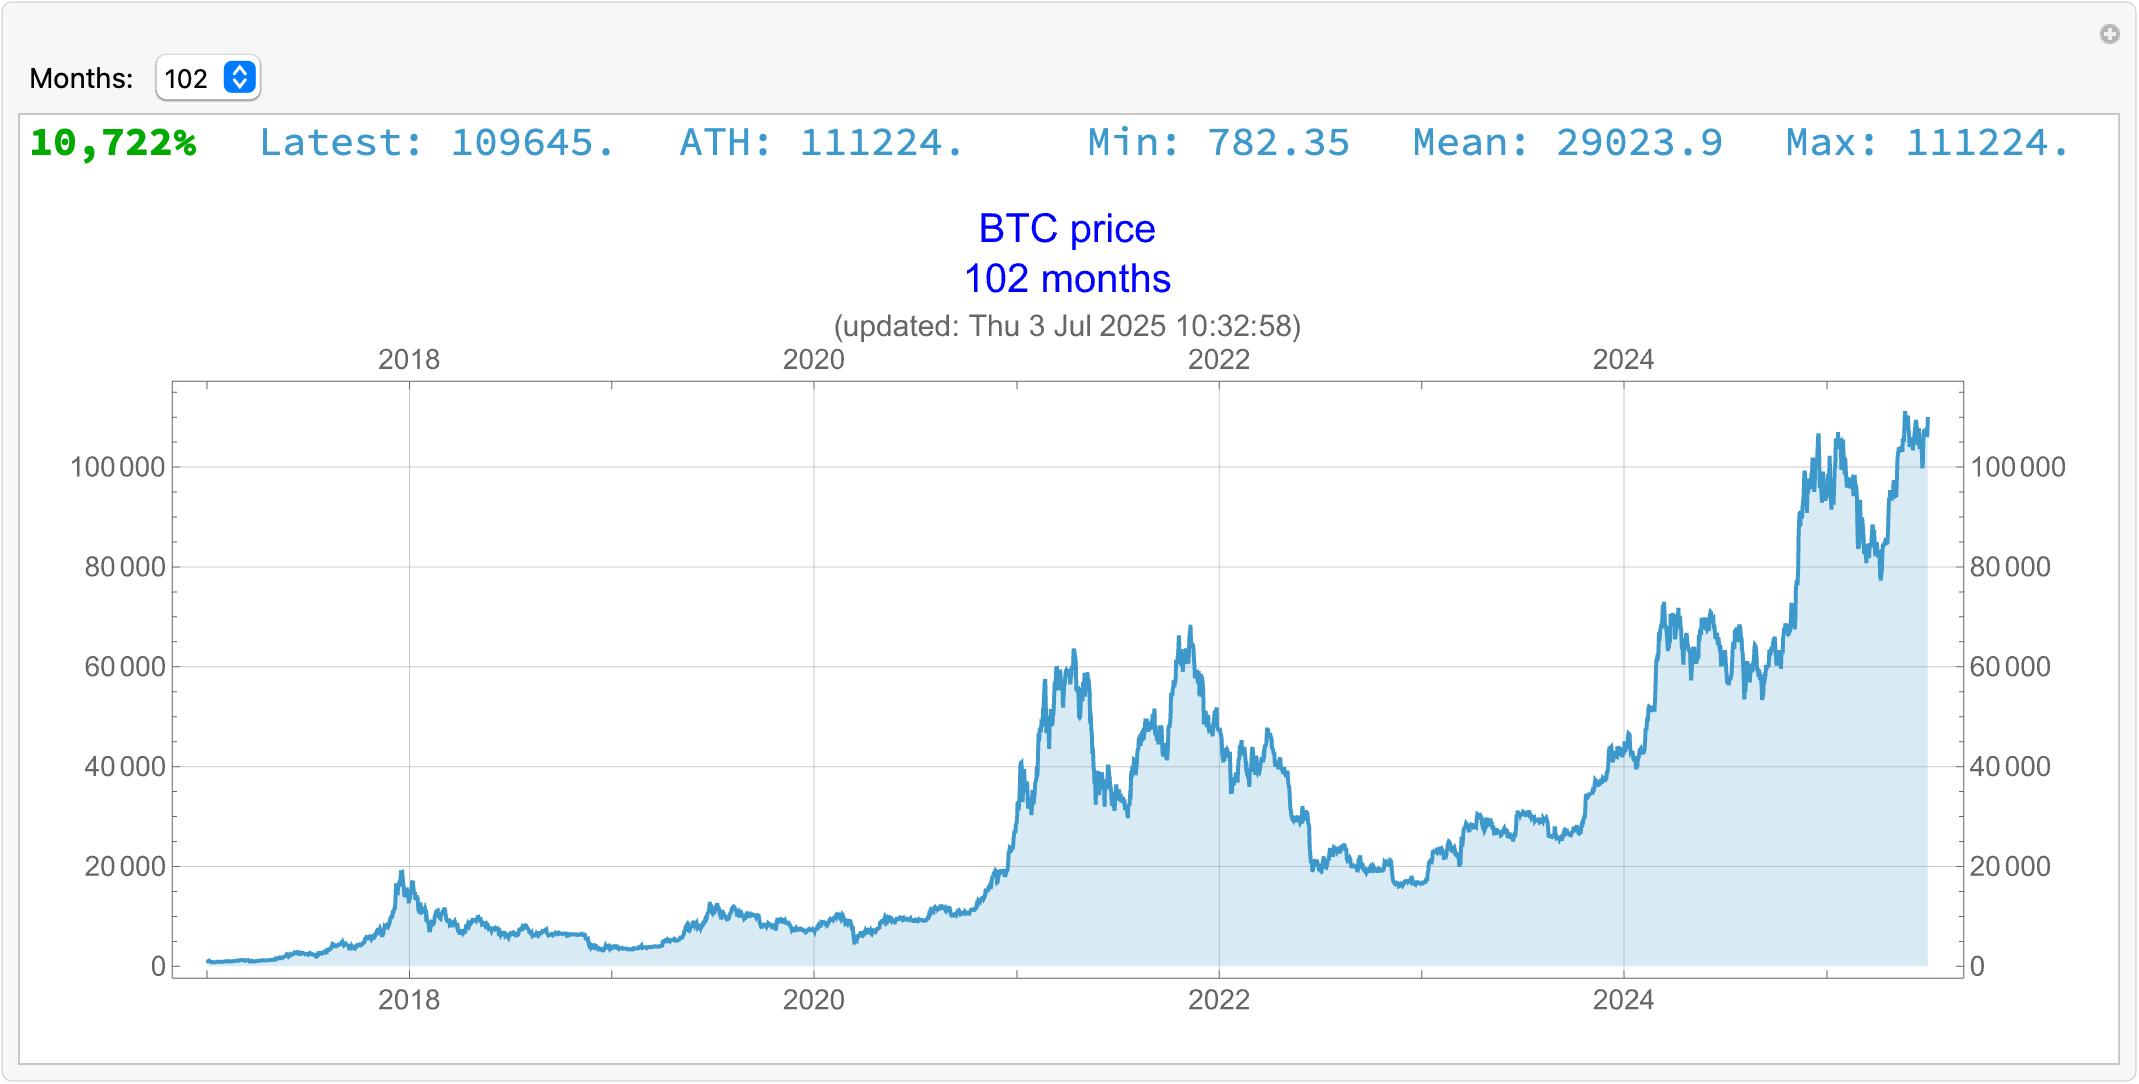 Months: 102
10,722% Latest: 109645. ATH: 111224. Min: 782.35 Mean: 29023.9 Max: 111224.
BTC price
102 months
(updated: Thu 3 Jul 2025 10:32:58)
2018 2020 2022 2024
100 000 100 000
80 000 80 000
60 000 60 000
40 000 40 000
20 000 20 000
0 0
2018 2020 2022 2024